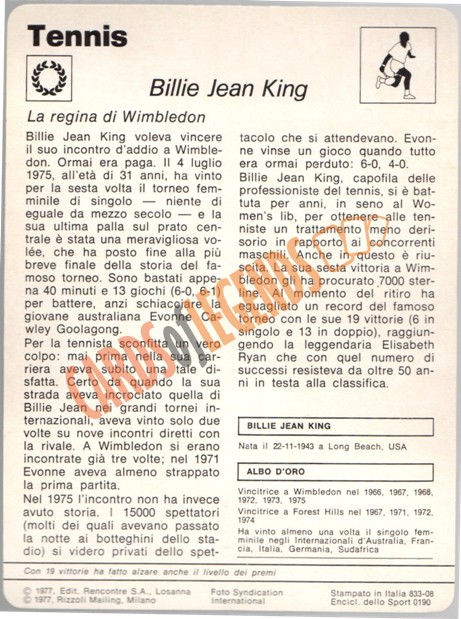 Tennis
Billie Jean King
La regina di Wimbledon
Billie Jean King voleva vincere
il suo incontro d'addio a Wimble-
don. Ormai era paga. Il 4 luglio
1975, all'età di 31 anni, ha vinto
per la sesta volta il torneo fem-
minile di singolo — niente di
eguale da mezzo secolo — e la
sua ultima palla sul prato cen-
trale è stata una meravigliosa vo-
lée, che ha posto fine alla più
breve finale della storia del fa-
moso torneo. Sono bastati appe-
na 40 minuti e 13 giochi (6-0, 6-1)
per battere, anzi schiacciare la
giovane australiana Evonne Ca-
wley Goolagong.
Per la tennista sconfitta un vero
colpo: mai nella sua car-
riera aveva subito una tale di-
sfatta. Certo quando la sua
strada aveva incrociato quella di
Billie Jean nei grandi tornei in-
ternazionali, aveva vinto solo due
volte su nove incontri diretti con
la rivale. A Wimbledon si erano
incontrate già tre volte; nel 1971
Evonne aveva almeno strappato
la prima partita.
Nel 1975 l'incontro non ha invece
avuto storia. I 15000 spettatori
(molti dei quali avevano passato
la notte ai botteghini dello sta-
dio) si videro privati dello spet-
tacolo che si attendevano. Evon-
ne vinse un gioco quando tutto
era ormai perduto: 6-0, 4-0.
Billie Jean King, capofila delle
professioniste del tennis, si è bat-
tuta per anni, in seno al Wo-
men's lib, per ottenere alle ten-
niste un trattamento meno deri-
sorio in rapporto ai concorrenti
maschili. Anche in questo è riu-
scita. La sua sesta vittoria a Wim-
bledon gli ha procurato 7000 ster-
line. Al momento del ritiro ha
eguagliato un record del famoso
torneo con le sue 19 vittorie (6 in
singolo e 13 in doppio), raggiun-
gendo la leggendaria Elisabeth
Ryan che con quel numero di
successi resisteva da oltre 50 an-
ni in testa alla classifica.
BILLIE JEAN KING
Nata il 22-11-1943 a Long Beach, USA
ALBO D'ORO
Vincitrice a Wimbledon nel 1966, 1967, 1968,
1972, 1973, 1975
Vincitrice a Forest Hills nel 1967, 1971, 1972,
1974
Ha vinto almeno una volta il singolo fem-
minile negli Internazionali d'Australia, Fran-
cia, Italia, Germania, Sudafrica
Con 19 vittorie ha fatto alzare anche il livello dei premi
© 1977, Edit. Rencontre S.A., Losanna
© 1977, Rizzoli Mailing, Milano
Foto Syndication
International
Stampato in Italia 833-08
Encicl. dello Sport 0190
CARDS OF LEGENDS